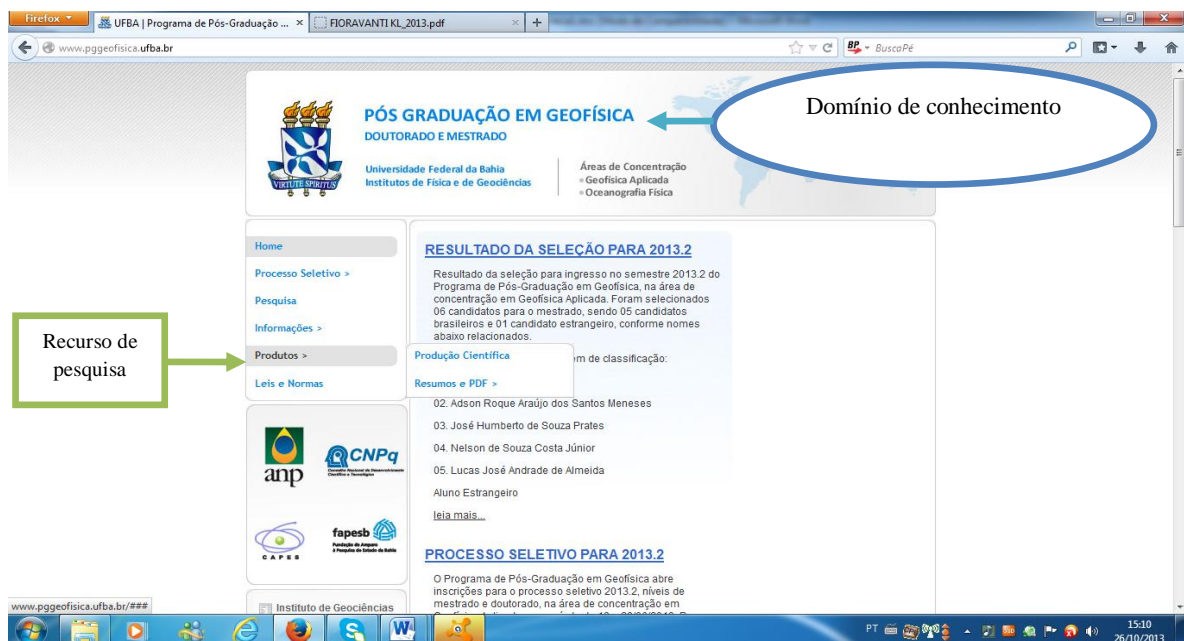 Firefox
UFBA | Programa de Pós-Graduação ...
FIORAVANTI KL_2013.pdf
www.pggeofisica.ufba.br
BuscaPé
PÓS GRADUAÇÃO EM GEOFÍSICA
DOUTORADO E MESTRADO
Universidade Federal da Bahia
Institutos de Física e de Geociências
Áreas de Concentração
Geofísica Aplicada
Oceanografia Física
VIRTUTE SPIRITUS
Domínio de conhecimento
Recurso de
pesquisa
Home
Processo Seletivo >
Pesquisa
Informações >
Produtos >
Leis e Normas
Produção Científica
Resumos e PDF >
RESULTADO DA SELEÇÃO PARA 2013.2
Resultado da seleção para ingresso no semestre 2013.2 do
Programa de Pós-Graduação em Geofísica, na área de
concentração em Geofísica Aplicada. Foram selecionados
06 candidatos para o mestrado, sendo 05 candidatos
brasileiros e 01 candidato estrangeiro, conforme nomes
abaixo relacionados.
m de classificação:
02. Adson Roque Araújo dos Santos Meneses
03. José Humberto de Souza Prates
04. Nelson de Souza Costa Júnior
05. Lucas José Andrade de Almeida
Aluno Estrangeiro
leia mais...
PROCESSO SELETIVO PARA 2013.2
O Programa de Pós-Graduação em Geofísica abre
inscrições para o processo seletivo 2013.2, níveis de
mestrado e doutorado, na área de concentração em
anp
CNPq
CAPES
fapesb
Instituto de Geociências
www.pggeofisica.ufba.br/###
PT
15:10
26/10/2013